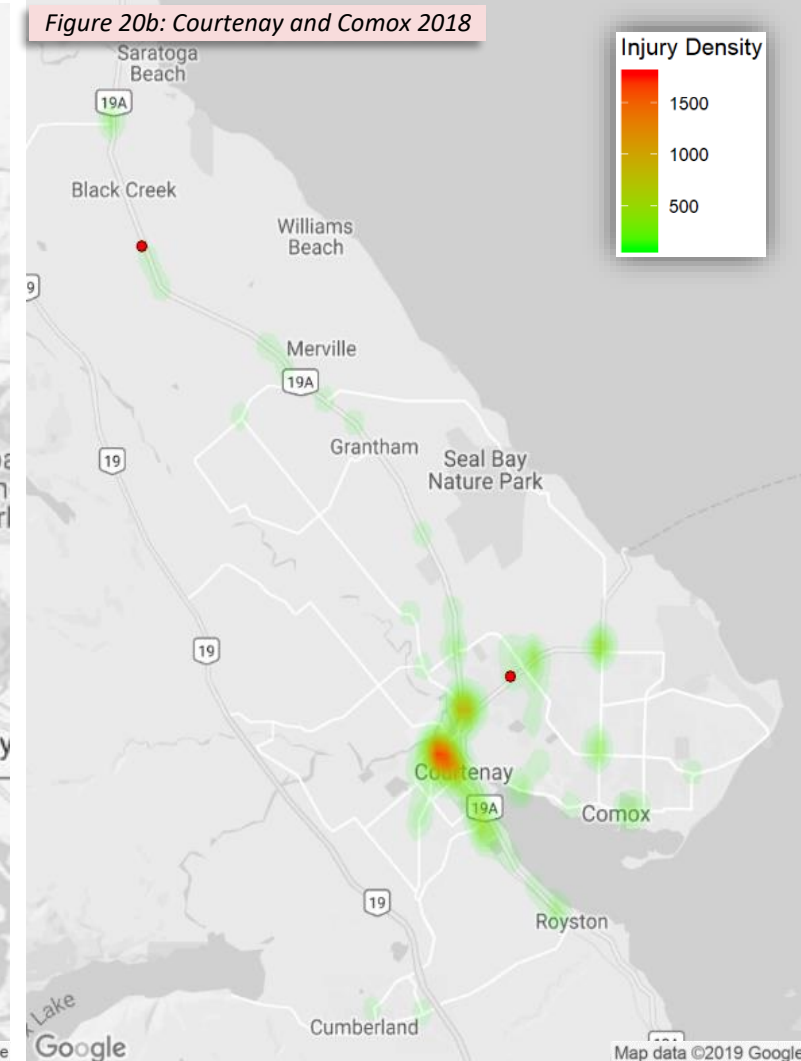 Figure 20b: Courtenay and Comox 2018
Injury Density
1500
1000
500
Saratoga
Beach
19A
Black Creek
Williams
Beach
9
Merville
19A
Grantham
19
Seal Bay
Nature Park
19
Courtenay
19A
Comox
19
Royston
Lake
Cumberland
Google
Map data ©2019 Google